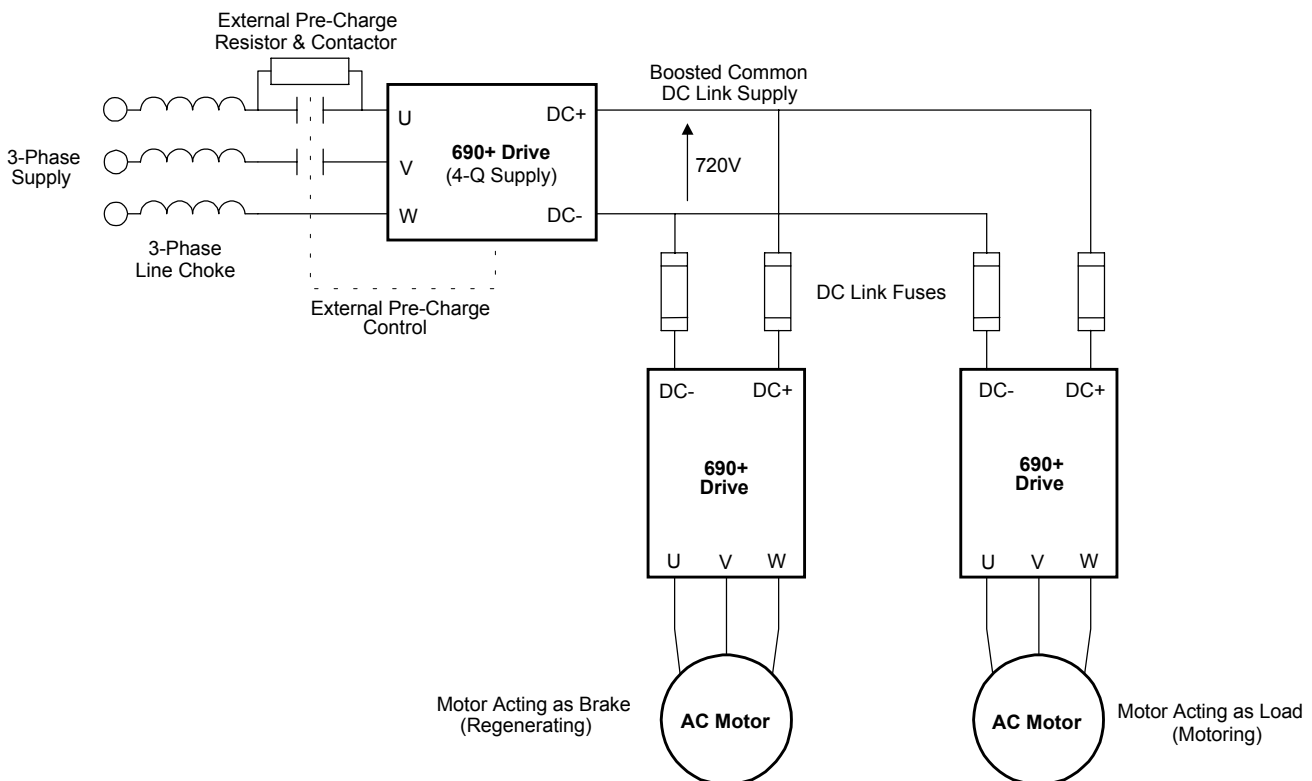 External Pre-Charge
Resistor & Contactor
3-Phase
Supply
3-Phase
Line Choke
External Pre-Charge
Control
U
V
W
690+ Drive
(4-Q Supply)
DC+
DC-
Boosted Common
DC Link Supply
720V
DC Link Fuses
DC-
DC+
690+
Drive
U
V
W
DC-
DC+
690+
Drive
U
V
W
Motor Acting as Brake
(Regenerating)
AC Motor
AC Motor
Motor Acting as Load
(Motoring)